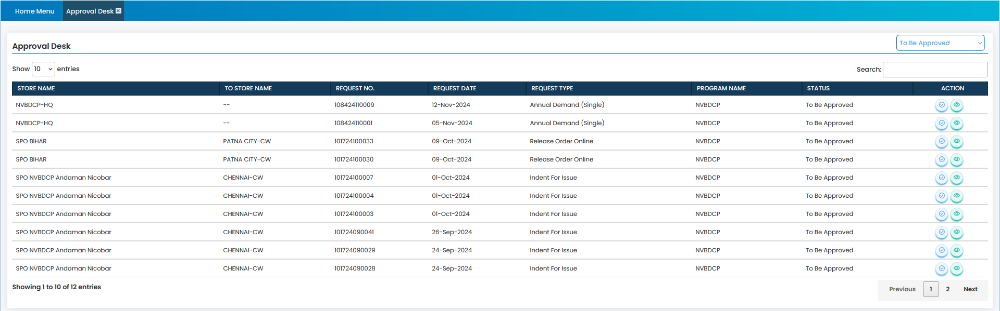 Home Menu Approval Desk
Approval Desk To Be Approved
Show 10 entries Search:
STORE NAME TO STORE NAME REQUEST NO. REQUEST DATE REQUEST TYPE PROGRAM NAME STATUS ACTION
NVBDCP-HQ -- 108424110009 12-Nov-2024 Annual Demand (Single) NVBDCP To Be Approved
NVBDCP-HQ -- 108424110001 05-Nov-2024 Annual Demand (Single) NVBDCP To Be Approved
SPO BIHAR PATNA CITY-CW 101724100033 09-Oct-2024 Release Order Online NVBDCP To Be Approved
SPO BIHAR PATNA CITY-CW 101724100030 09-Oct-2024 Release Order Online NVBDCP To Be Approved
SPO NVBDCP Andaman Nicobar CHENNAI-CW 101724100007 01-Oct-2024 Indent For Issue NVBDCP To Be Approved
SPO NVBDCP Andaman Nicobar CHENNAI-CW 101724100004 01-Oct-2024 Indent For Issue NVBDCP To Be Approved
SPO NVBDCP Andaman Nicobar CHENNAI-CW 101724100003 01-Oct-2024 Indent For Issue NVBDCP To Be Approved
SPO NVBDCP Andaman Nicobar CHENNAI-CW 101724090041 26-Sep-2024 Indent For Issue NVBDCP To Be Approved
SPO NVBDCP Andaman Nicobar CHENNAI-CW 101724090029 24-Sep-2024 Indent For Issue NVBDCP To Be Approved
SPO NVBDCP Andaman Nicobar CHENNAI-CW 101724090028 24-Sep-2024 Indent For Issue NVBDCP To Be Approved
Showing 1 to 10 of 12 entries Previous 1 2 Next